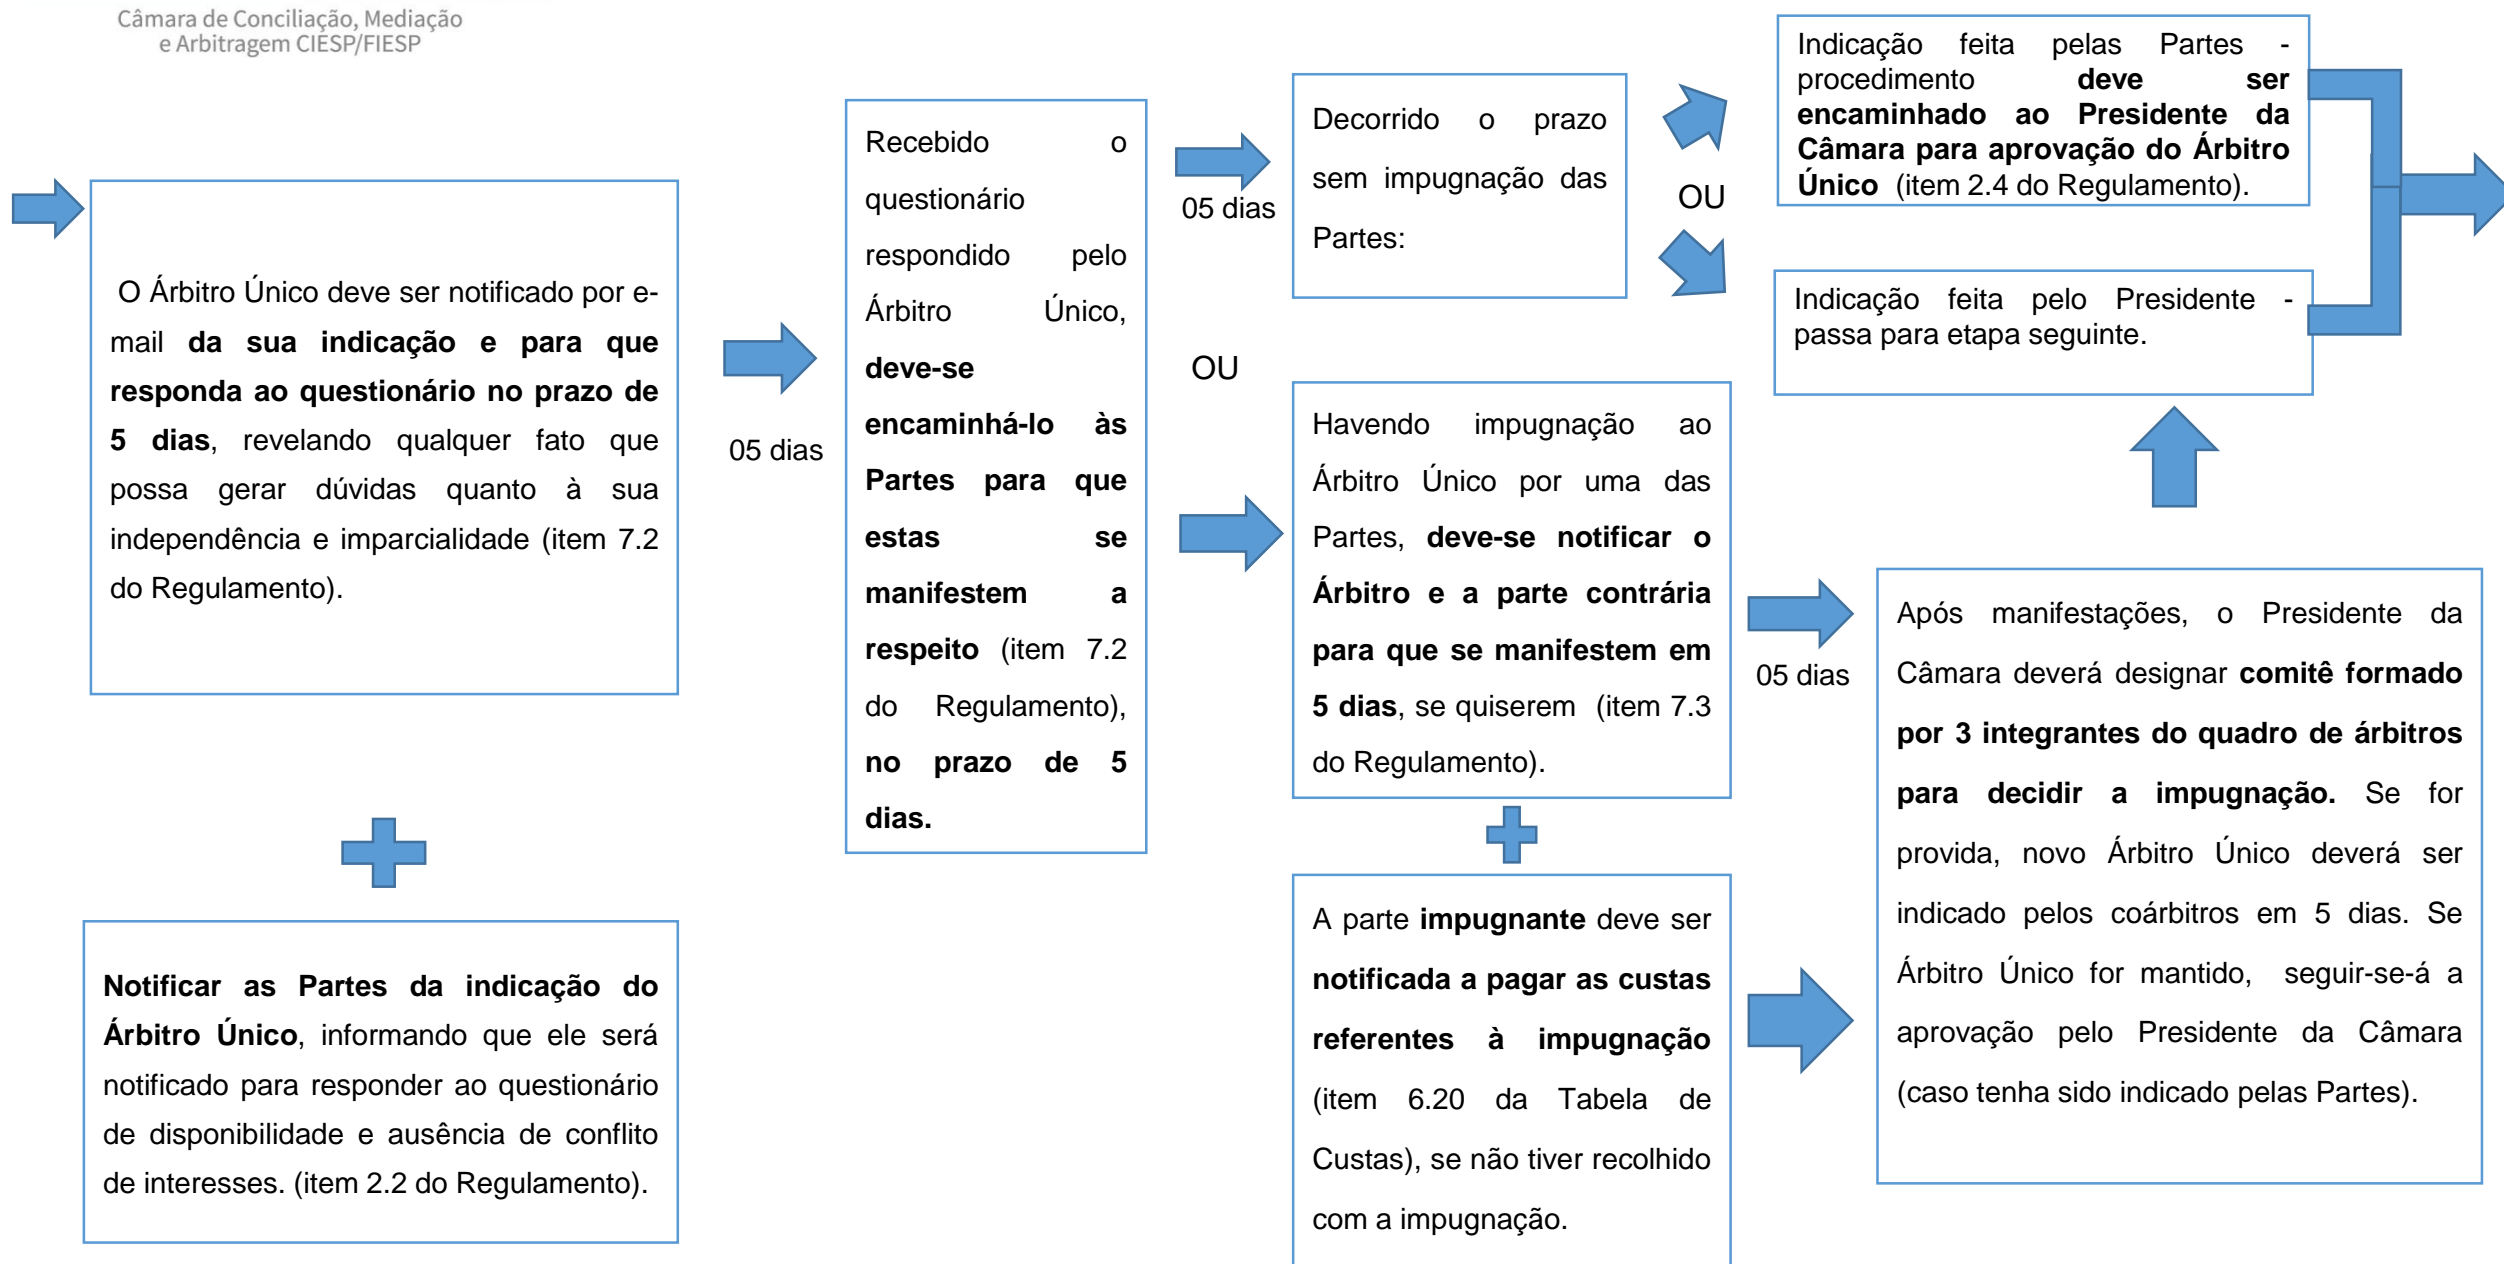 Câmara de Conciliação, Mediação
e Arbitragem CIESP/FIESP
O Árbitro Único deve ser notificado por e-
mail da sua indicação e para que
responda ao questionário no prazo de
5 dias, revelando qualquer fato que
possa gerar dúvidas quanto à sua
independência e imparcialidade (item 7.2
do Regulamento).
Notificar as Partes da indicação do
Árbitro Único, informando que ele será
notificado para responder ao questionário
de disponibilidade e ausência de conflito
de interesses. (item 2.2 do Regulamento).
05 dias
Recebido o
questionário
respondido pelo
Árbitro Único,
deve-se
encaminhá-lo às
Partes para que
estas se
manifestem a
respeito (item 7.2
do Regulamento),
no prazo de 5
dias.
05 dias
OU
Decorrido o prazo
sem impugnação das
Partes:
Havendo impugnação ao
Árbitro Único por uma das
Partes, deve-se notificar o
Árbitro e a parte contrária
para que se manifestem em
5 dias, se quiserem (item 7.3
do Regulamento).
A parte impugnante deve ser
notificada a pagar as custas
referentes à impugnação
(item 6.20 da Tabela de
Custas), se não tiver recolhido
com a impugnação.
OU
Indicação feita pelas Partes -
procedimento deve ser
encaminhado ao Presidente da
Câmara para aprovação do Árbitro
Único (item 2.4 do Regulamento).
Indicação feita pelo Presidente -
passa para etapa seguinte.
05 dias
Após manifestações, o Presidente da
Câmara deverá designar comitê formado
por 3 integrantes do quadro de árbitros
para decidir a impugnação. Se for
provida, novo Árbitro Único deverá ser
indicado pelos coárbitros em 5 dias. Se
Árbitro Único for mantido, seguir-se-á a
aprovação pelo Presidente da Câmara
(caso tenha sido indicado pelas Partes).